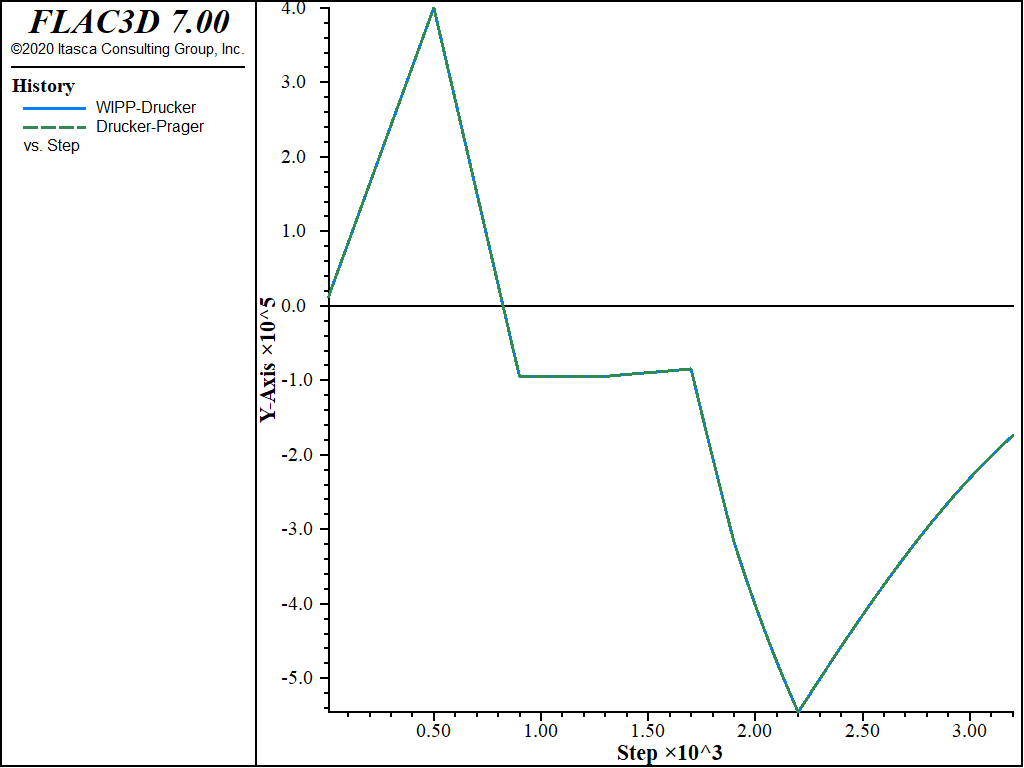 FLAC3D 7.00
©2020 Itasca Consulting Group, Inc.
History
WIPP-Drucker
Drucker-Prager
vs. Step
4.0
3.0
2.0
1.0
0.0
-1.0
-2.0
-3.0
-4.0
-5.0
Y-Axis ×10^5
0.50 1.00 1.50 2.00 2.50 3.00
Step ×10^3